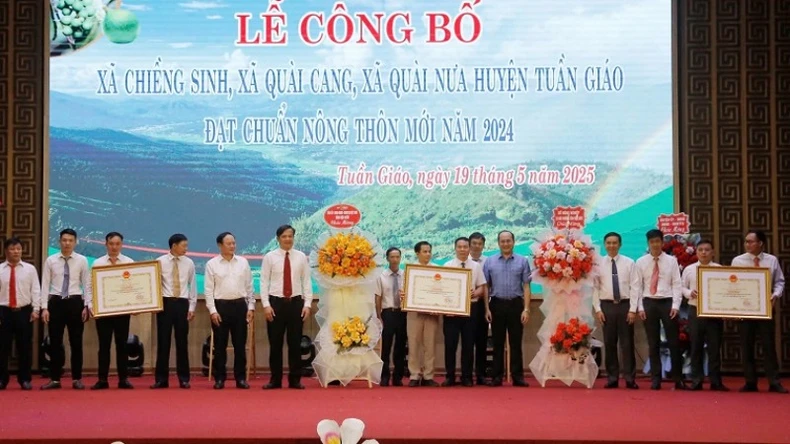 LỄ CÔNG BỐ
XÃ CHIỀNG SINH, XÃ QUÀI CANG, XÃ QUÀI NƯA HUYỆN TUẦN GIÁO
ĐẠT CHUẨN NÔNG THÔN MỚI NĂM 2024
Tuần Giáo, ngày 19 tháng 5 năm 2025